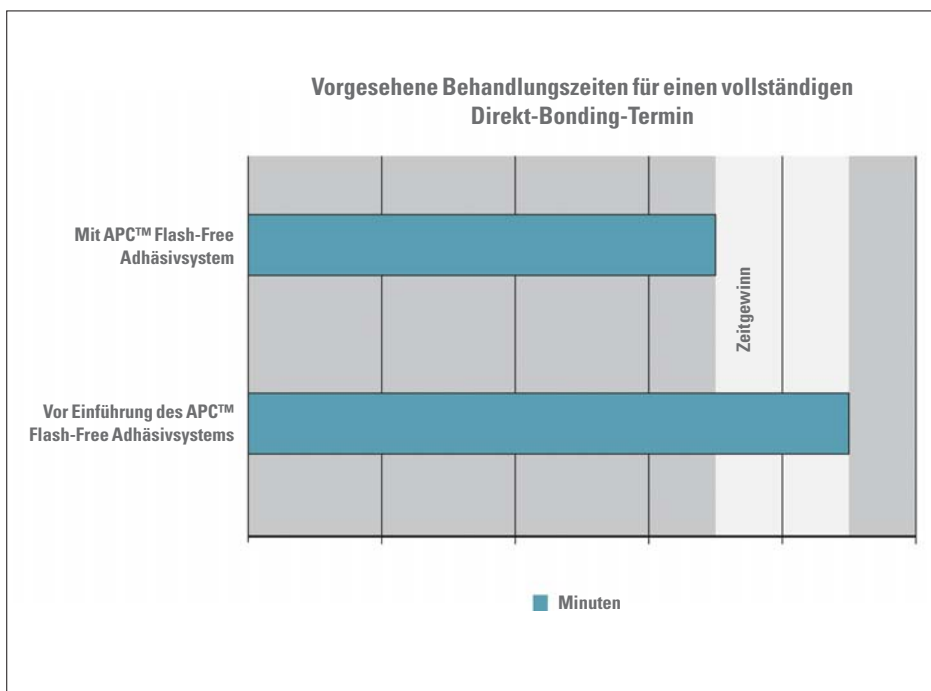 Vorgesehene Behandlungszeiten für einen vollständigen
Direkt-Bonding-Termin
Mit APC™ Flash-Free
Adhäsivsystem
Zeitgewinn
Vor Einführung des APC™
Flash-Free Adhäsivsystems
Minuten